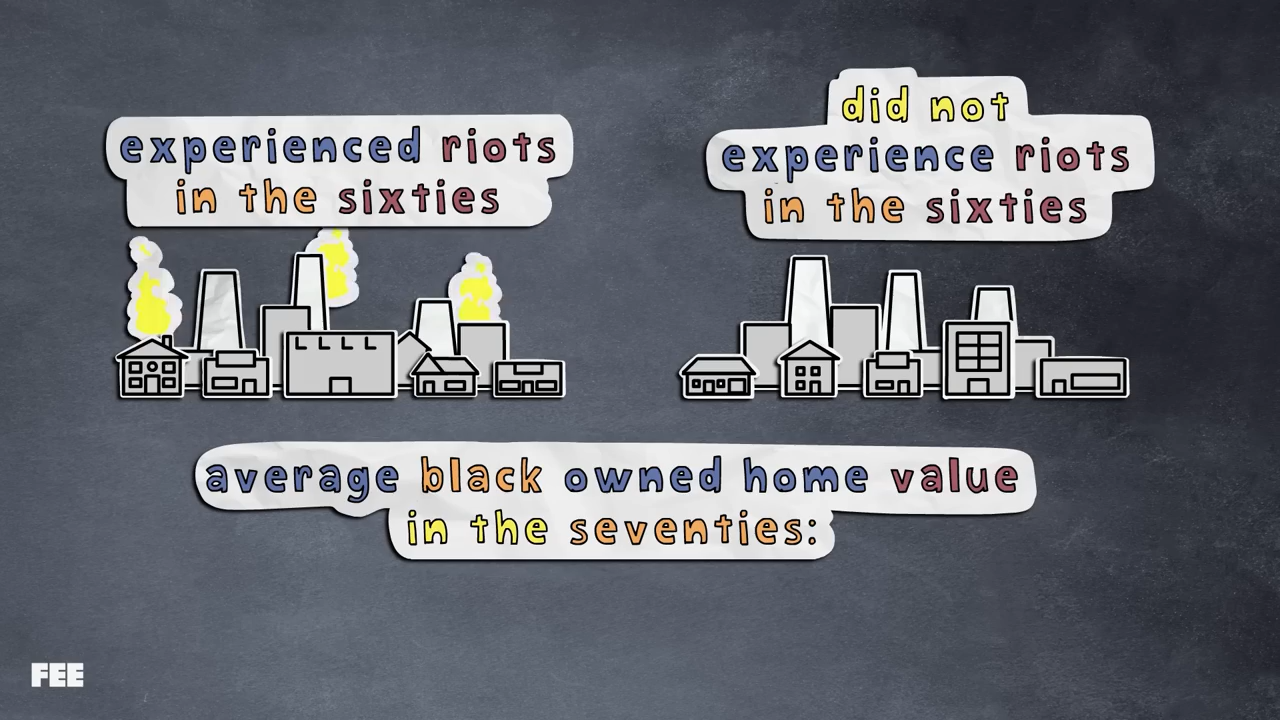 experienced riots
in the sixties
did not
experience riots
in the sixties
average black owned home value
in the seventies:
FEE